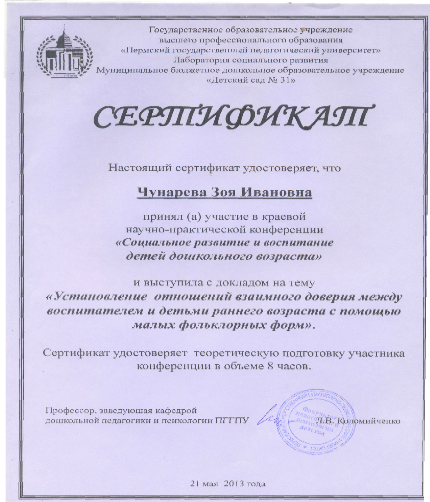 Государственное образовательное учреждение
высшего профессионального образования
«Пермский государственный педагогический университет»
Лаборатория социального развития
Муниципальное бюджетное дошкольное образовательное учреждение
«Детский сад № 31»
СЕРТИФИКАТ
Настоящий сертификат удостоверяет, что
Чунарева Зоя Ивановна
принял (а) участие в краевой
научно-практической конференции
«Социальное развитие и воспитание
детей дошкольного возраста»
и выступила с докладом на тему
«Установление отношений взаимного доверия между
воспитателем и детьми раннего возраста с помощью
малых фольклорных форм».
Сертификат удостоверяет теоретическую подготовку участника
конференции в объеме 8 часов.
Профессор, заведующая кафедрой
дошкольной педагогики и психологии ПГГПУ
Л.В. Коломийченко
21 мая 2013 года